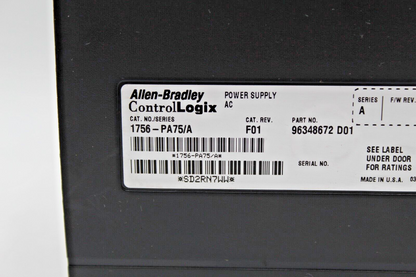 Allen-Bradley POWER SUPPLY
ControlLogix AC
SERIES F/W REV.
A
CAT. NO./SERIES CAT. REV. PART NO.
1756-PA75/A F01 96348672 D01
*1756-PA75/A*
SERIAL NO.
*SD2RN7WW*
SEE LABEL
UNDER DOOR
FOR RATINGS
MADE IN U.S.A. 03